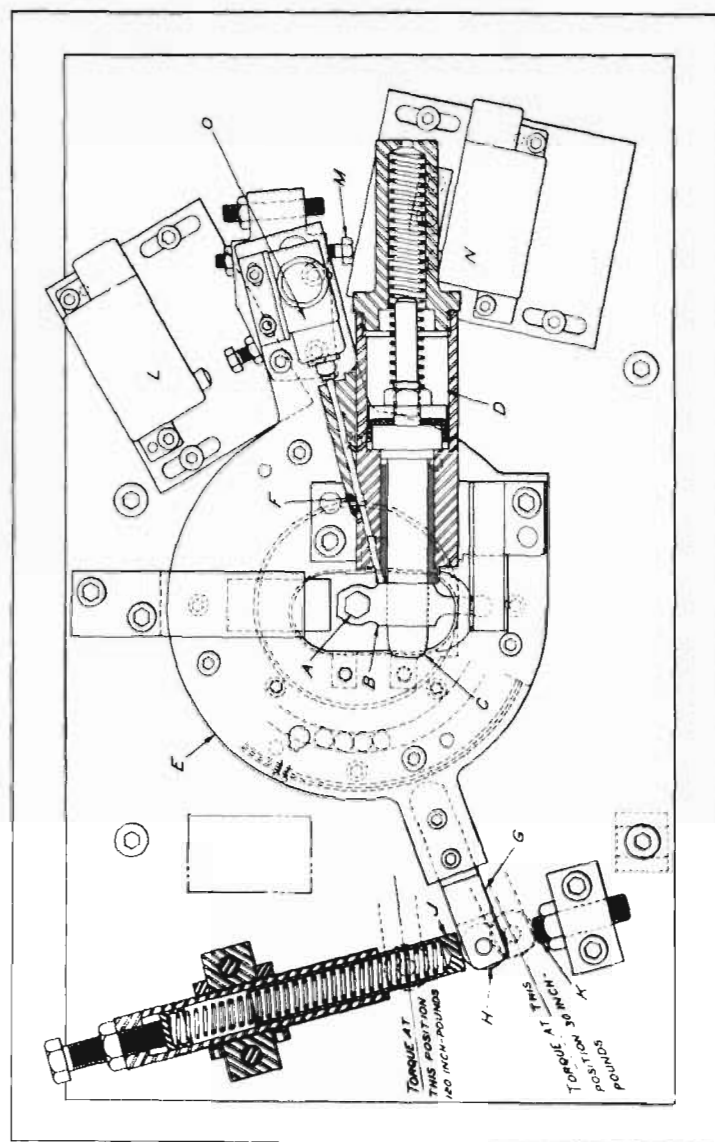 O
M
L
N
D
F
A
B
C
E
G
J
H
K
TORQUE AT
THIS POSITION
120 INCH-POUNDS
TORQUE AT THIS
POSITION 30 INCH-
POUNDS